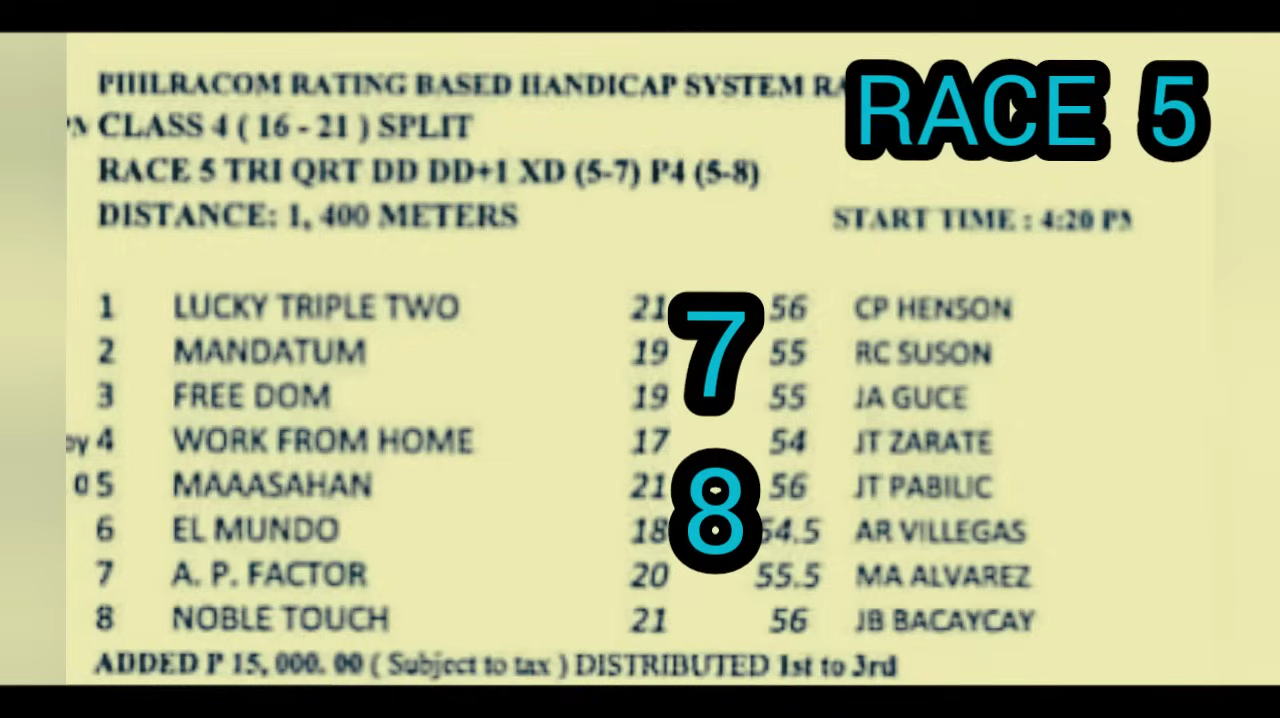 PHILRACOM RATING BASED HANDICAP SYSTEM
RACE 5
CLASS 4 ( 16 - 21 ) SPLIT
RACE 5 TRI QRT DD DD+1 XD (5-7) P4 (5-8)
DISTANCE: 1, 400 METERS START TIME : 4:20 PM
1 LUCKY TRIPLE TWO 21 56 CP HENSON
2 MANDATUM 19 55 RC SUSON
3 FREE DOM 19 55 JA GUCE
4 WORK FROM HOME 17 54 JT ZARATE
5 MAAASAHAN 21 56 JT PABILIC
6 EL MUNDO 18 54.5 AR VILLEGAS
7 A. P. FACTOR 20 55.5 MA ALVAREZ
8 NOBLE TOUCH 21 56 JB BACAYCAY
ADDED P 15, 000. 00 ( Subject to tax ) DISTRIBUTED 1st to 3rd
7
8